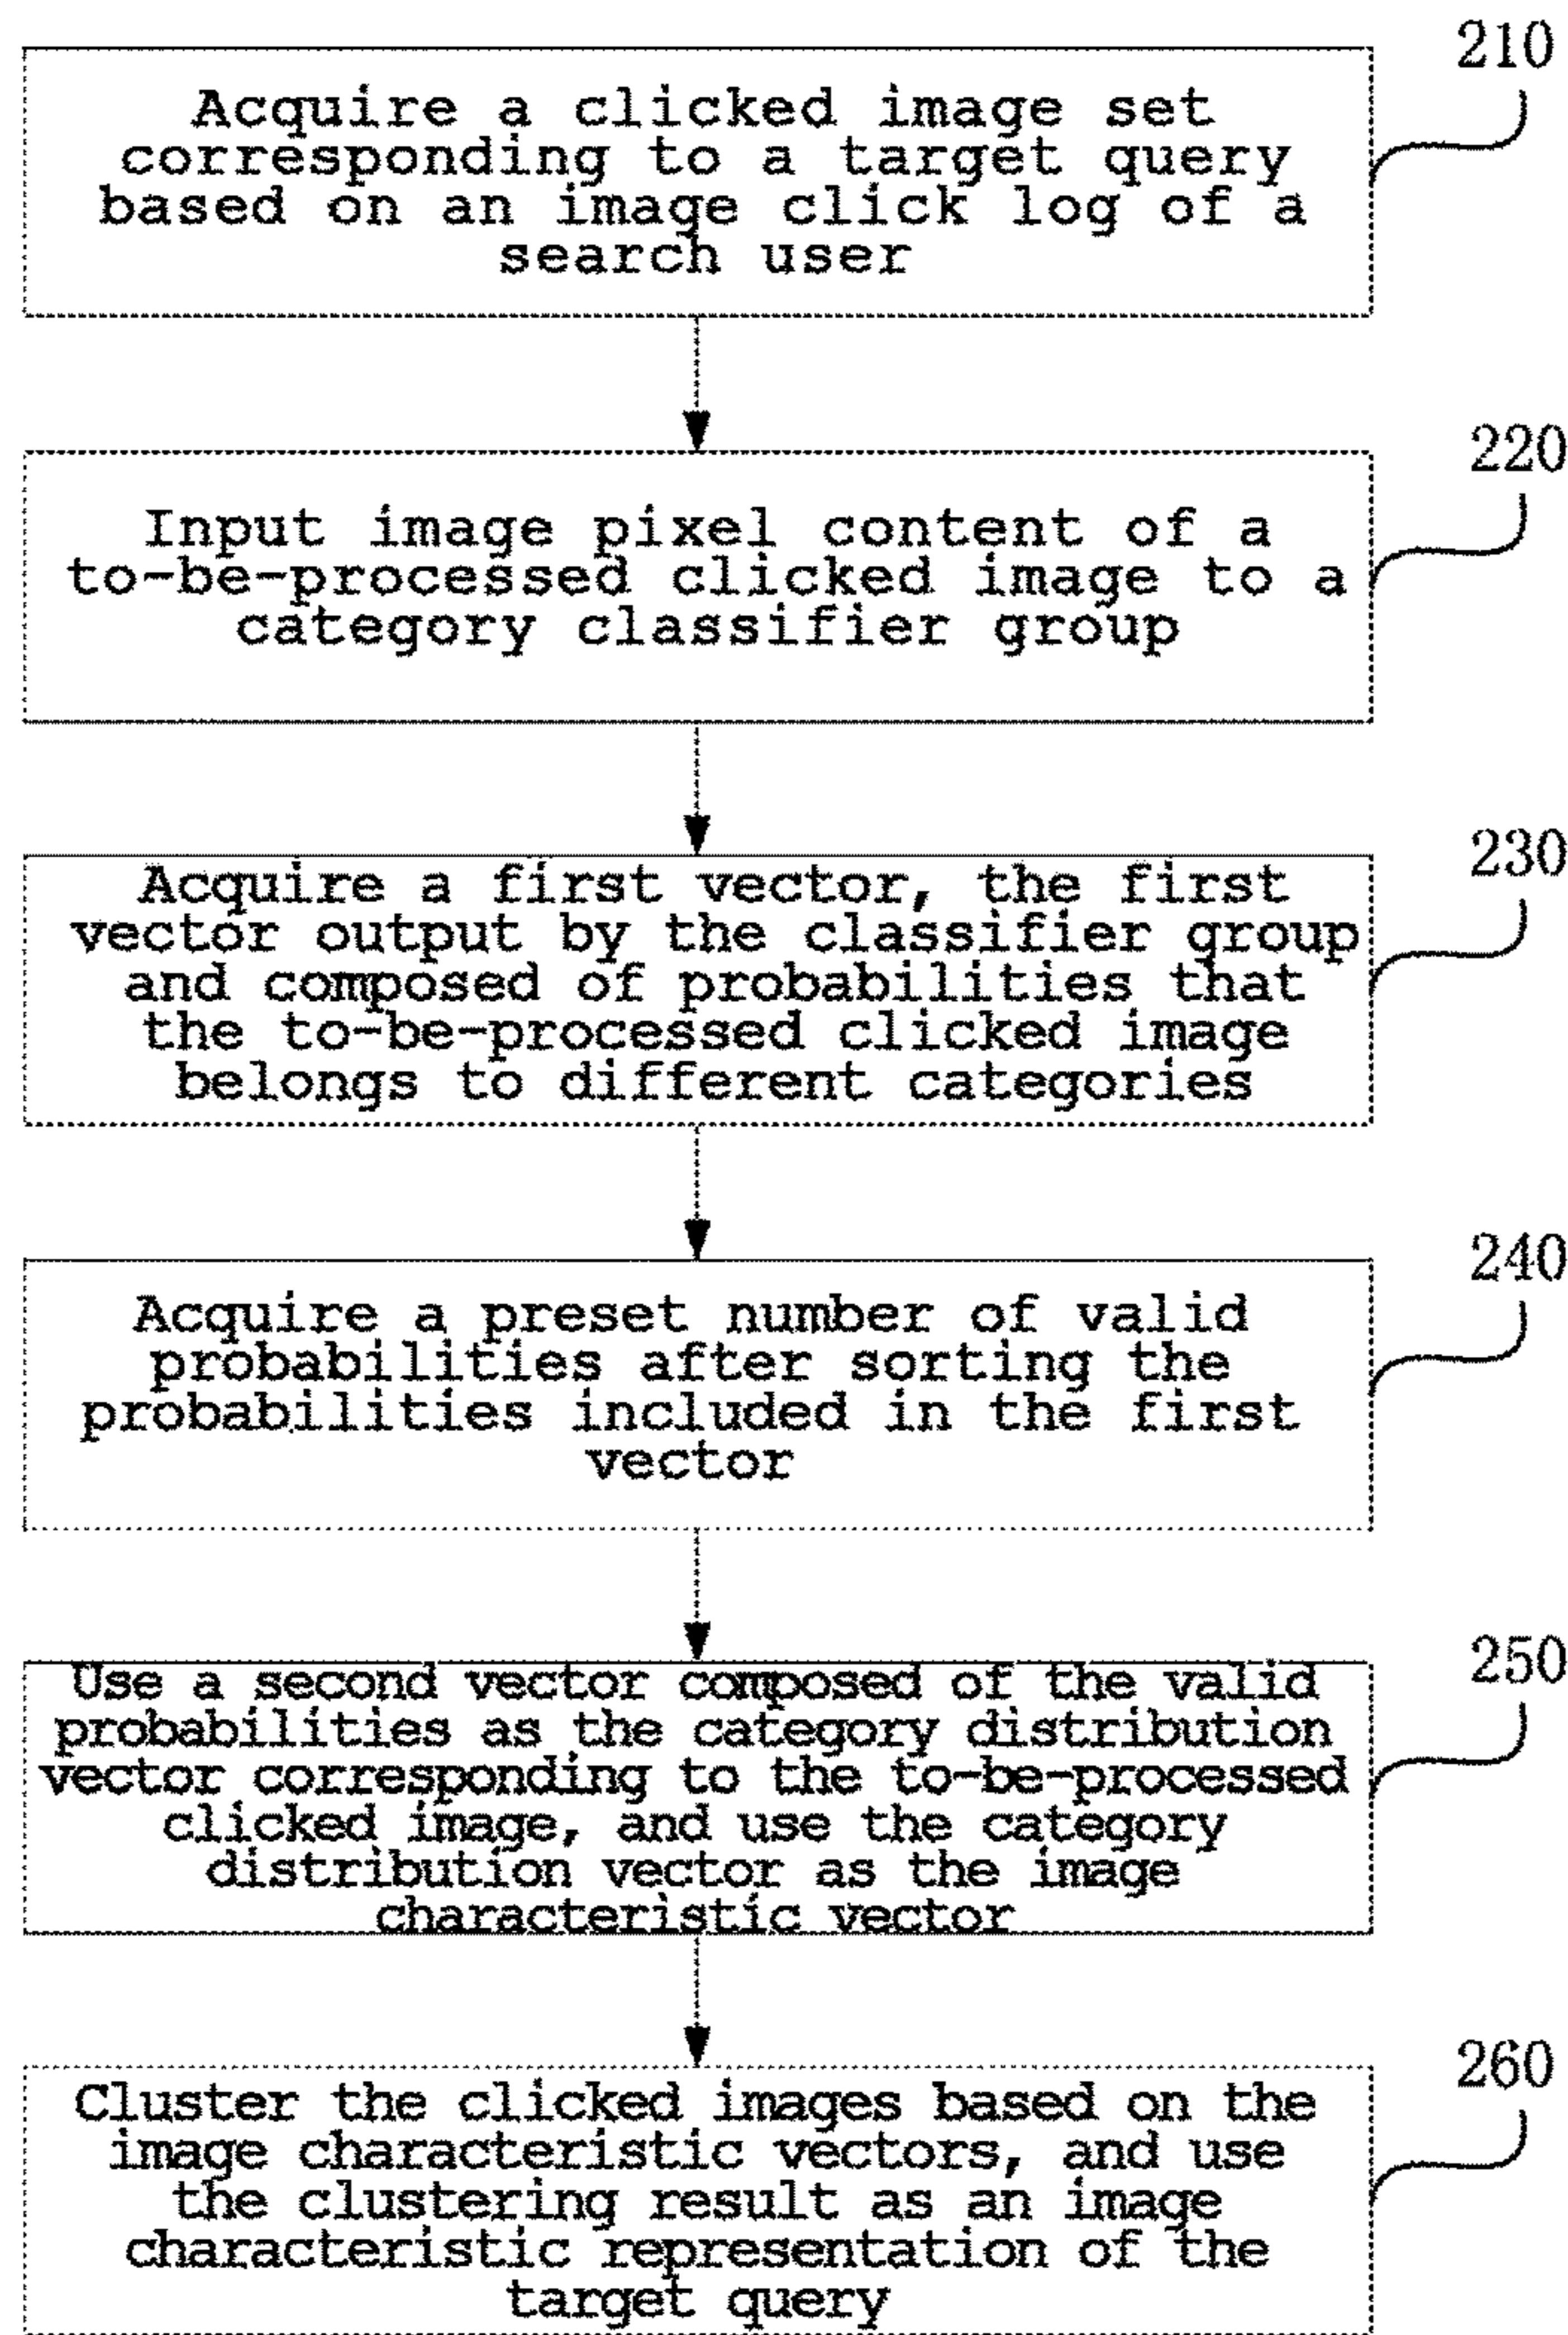 210
Acquire a clicked image set
corresponding to a target query
based on an image click log of a
search user
220
Input image pixel content of a
to-be-processed clicked image to a
category classifier group
230
Acquire a first vector, the first
vector output by the classifier group
and composed of probabilities that
the to-be-processed clicked image
belongs to different categories
240
Acquire a preset number of valid
probabilities after sorting the
probabilities included in the first
vector
250
Use a second vector composed of the valid
probabilities as the category distribution
vector corresponding to the to-be-processed
clicked image, and use the category
distribution vector as the image
characteristic vector
260
Cluster the clicked images based on the
image characteristic vectors, and use
the clustering result as an image
characteristic representation of the
target query